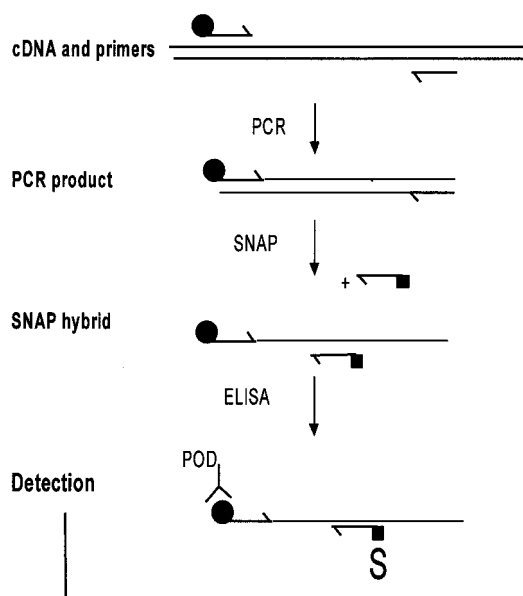 cDNA and primers
PCR
PCR product
SNAP
+
SNAP hybrid
ELISA
POD
Detection
S